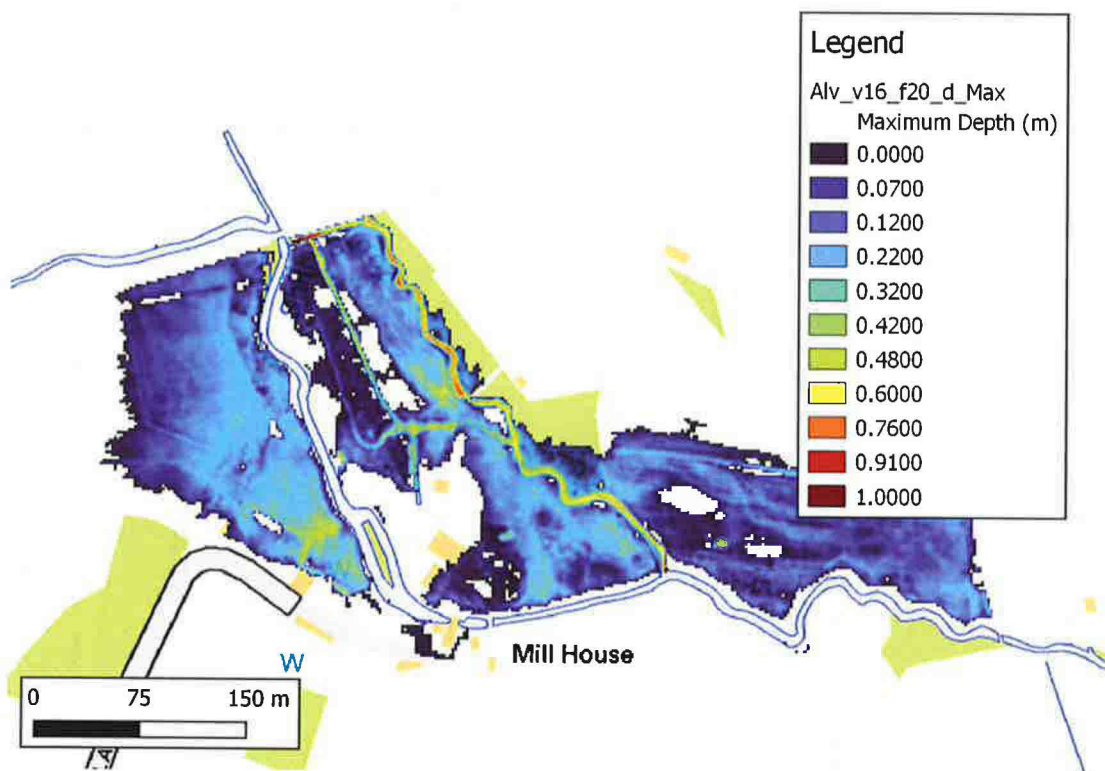 Legend
Alv_v16_f20_d_Max
Maximum Depth (m)
0.0000
0.0700
0.1200
0.2200
0.3200
0.4200
0.4800
0.6000
0.7600
0.9100
1.0000
Mill House
W
0 75 150 m
A